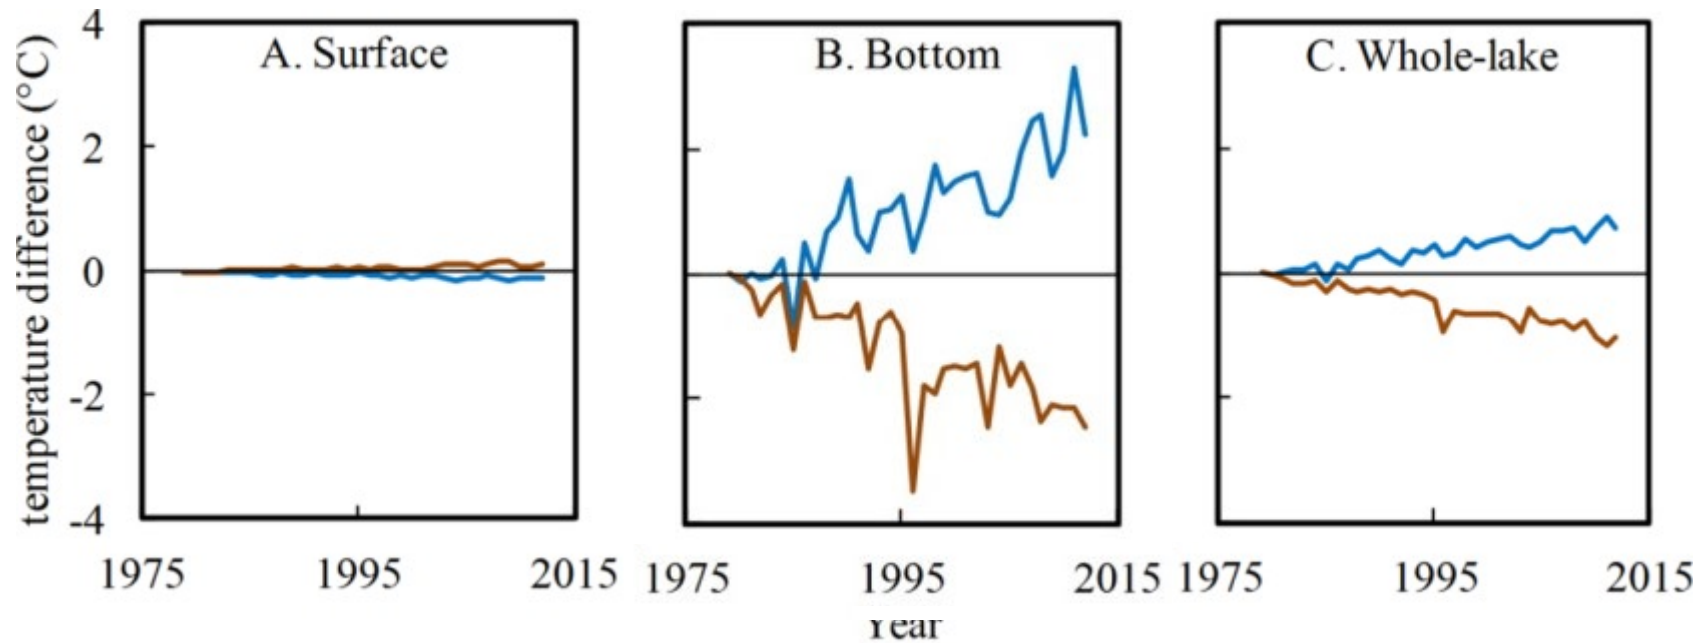 temperature difference (°C)
4
2
0
-2
-4
A. Surface
B. Bottom
C. Whole-lake
1975 1995 2015 1975 1995 2015 1975 1995 2015
Year